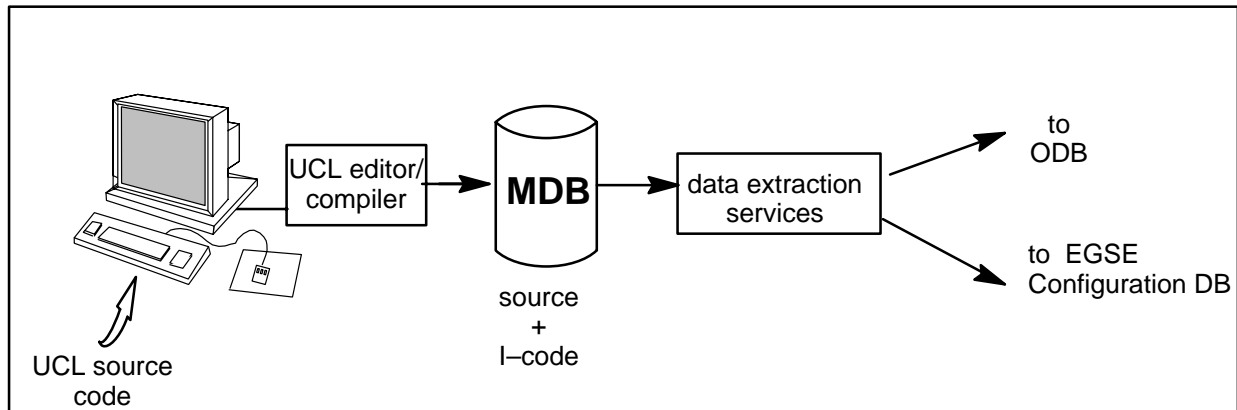 UCL source
code
UCL editor/
compiler
MDB
source
+
I–code
data extraction
services
to
ODB
to EGSE
Configuration DB